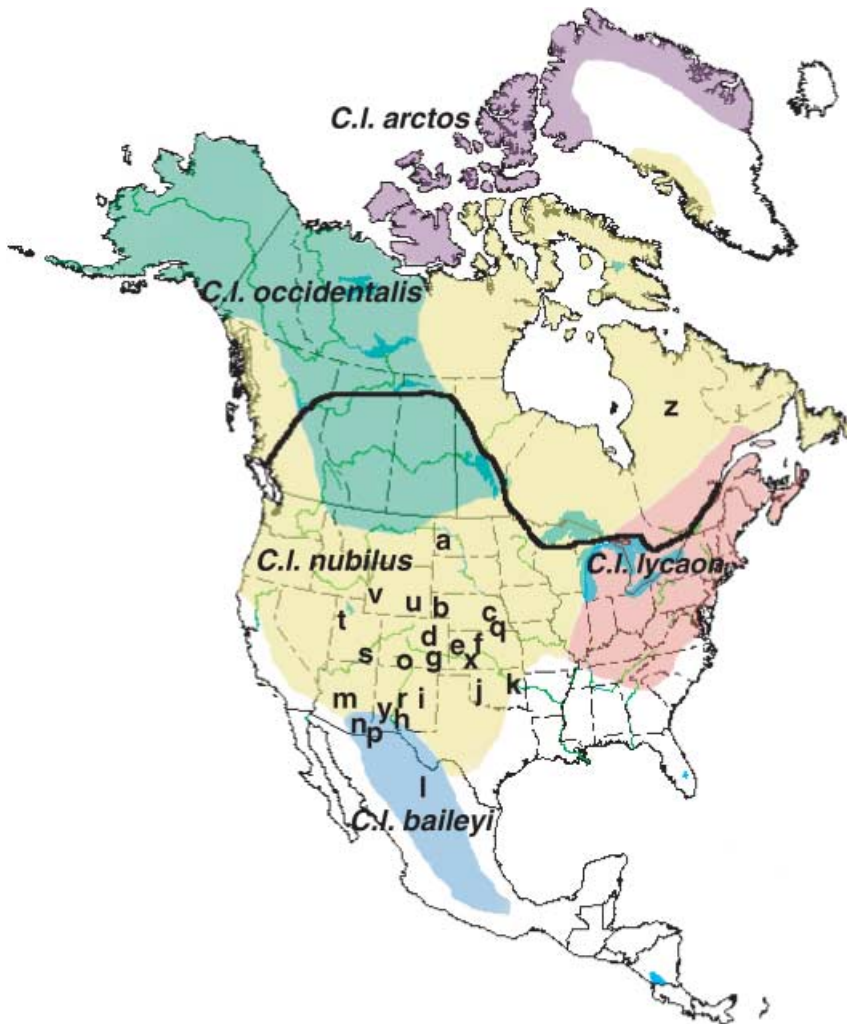 C.l. arctos
C.l. occidentalis
z
a
C.l. nubilus
C.l. lycaon
v
u b c
t q
d e f
s o g x
m r i j k
y h
n p
l
C.l. baileyi